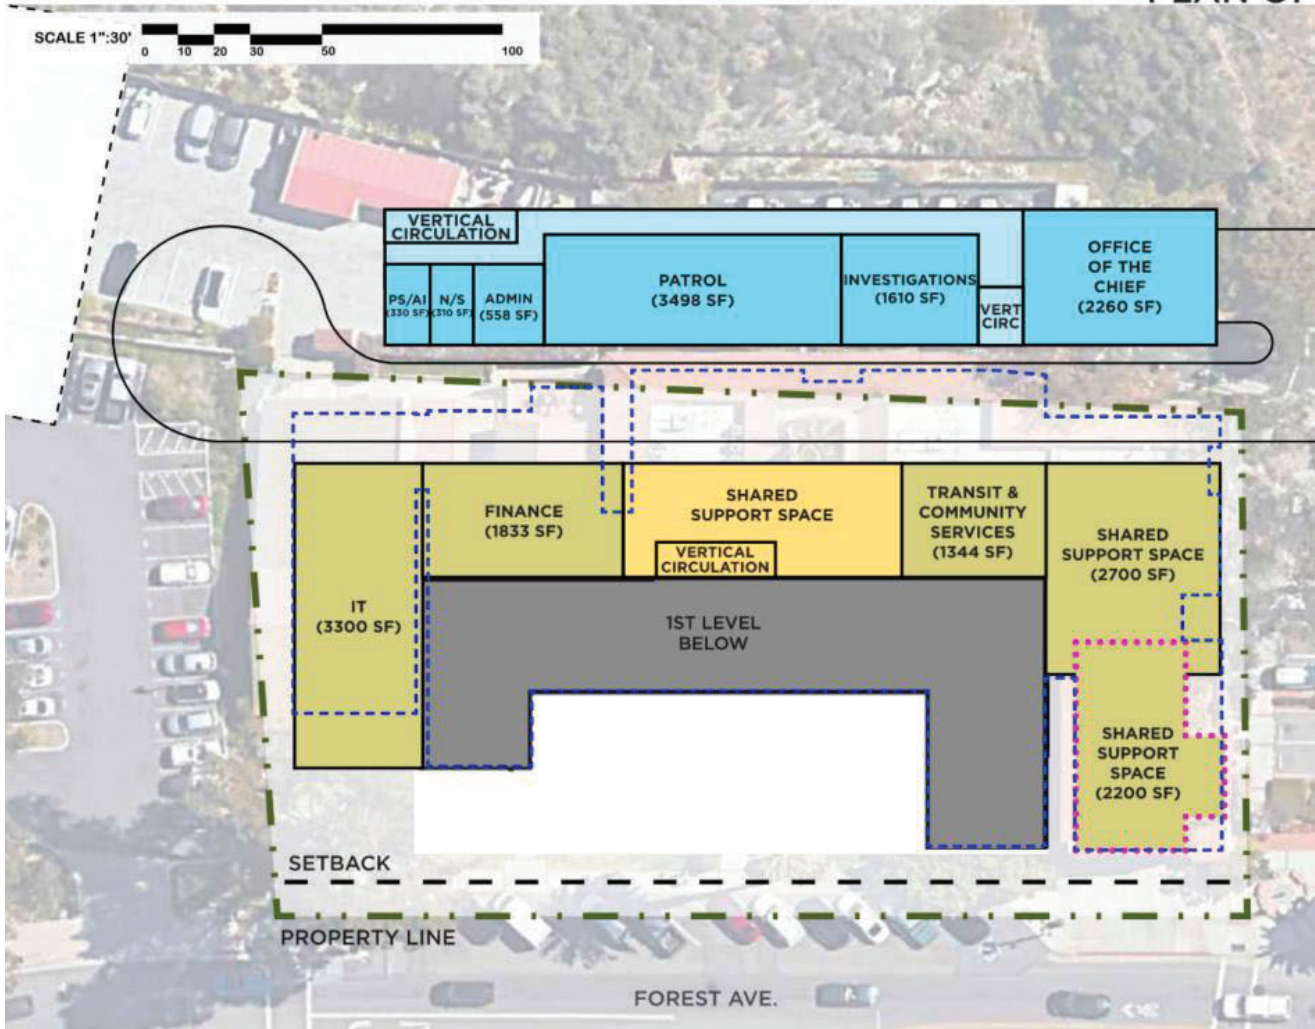 PLAN OP
SCALE 1":30'
0 10 20 30 50 100
VERTICAL
CIRCULATION
PS/AI
(330 SF)
N/S
(310 SF)
ADMIN
(558 SF)
PATROL
(3498 SF)
INVESTIGATIONS
(1610 SF)
VERT
CIRC
OFFICE
OF THE
CHIEF
(2260 SF)
IT
(3300 SF)
FINANCE
(1833 SF)
SHARED
SUPPORT SPACE
VERTICAL
CIRCULATION
TRANSIT &
COMMUNITY
SERVICES
(1344 SF)
SHARED
SUPPORT SPACE
(2700 SF)
1ST LEVEL
BELOW
SHARED
SUPPORT
SPACE
(2200 SF)
SETBACK
PROPERTY LINE
FOREST AVE.